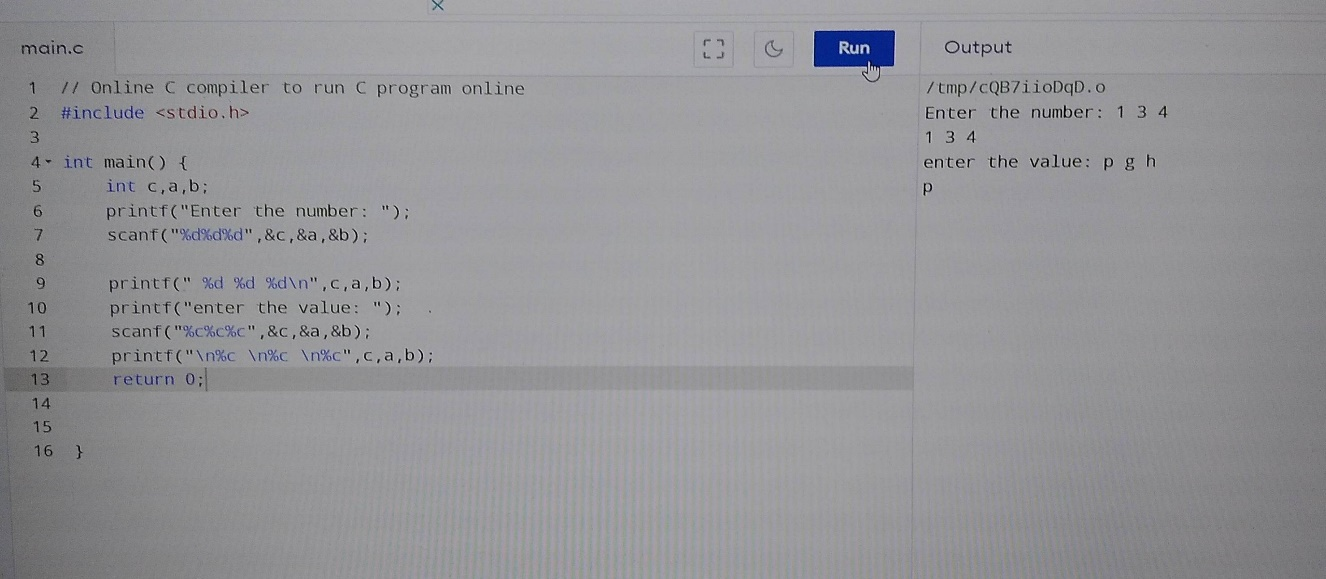 main.c
Run
Output
1 // Online C compiler to run C program online
2 #include <stdio.h>
3
4 int main() {
5 int c,a,b;
6 printf("Enter the number: ");
7 scanf("%d%d%d",&c,&a,&b);
8
9 printf(" %d %d %d\n",c,a,b);
10 printf("enter the value: ");
11 scanf("%c%c%c",&c,&a,&b);
12 printf("\n%c \n%c \n%c",c,a,b);
13 return 0;
14
15
16 }
/tmp/cQB7iioDqD.o
Enter the number: 1 3 4
1 3 4
enter the value: p g h
p